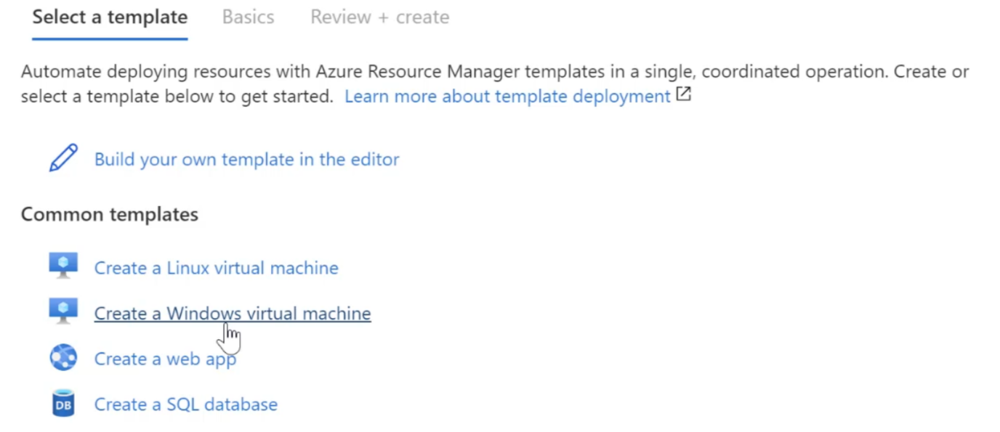 Select a template Basics Review + create
Automate deploying resources with Azure Resource Manager templates in a single, coordinated operation. Create or
select a template below to get started. Learn more about template deployment
Build your own template in the editor
Common templates
Create a Linux virtual machine
Create a Windows virtual machine
Create a web app
DB Create a SQL database